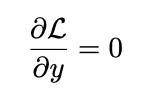 ∂ℒ/∂y = 0